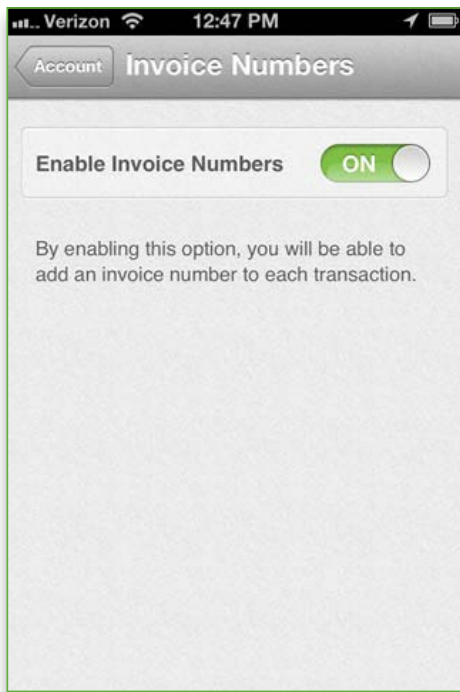 Verizon 12:47 PM
Account Invoice Numbers
Enable Invoice Numbers ON
By enabling this option, you will be able to
add an invoice number to each transaction.